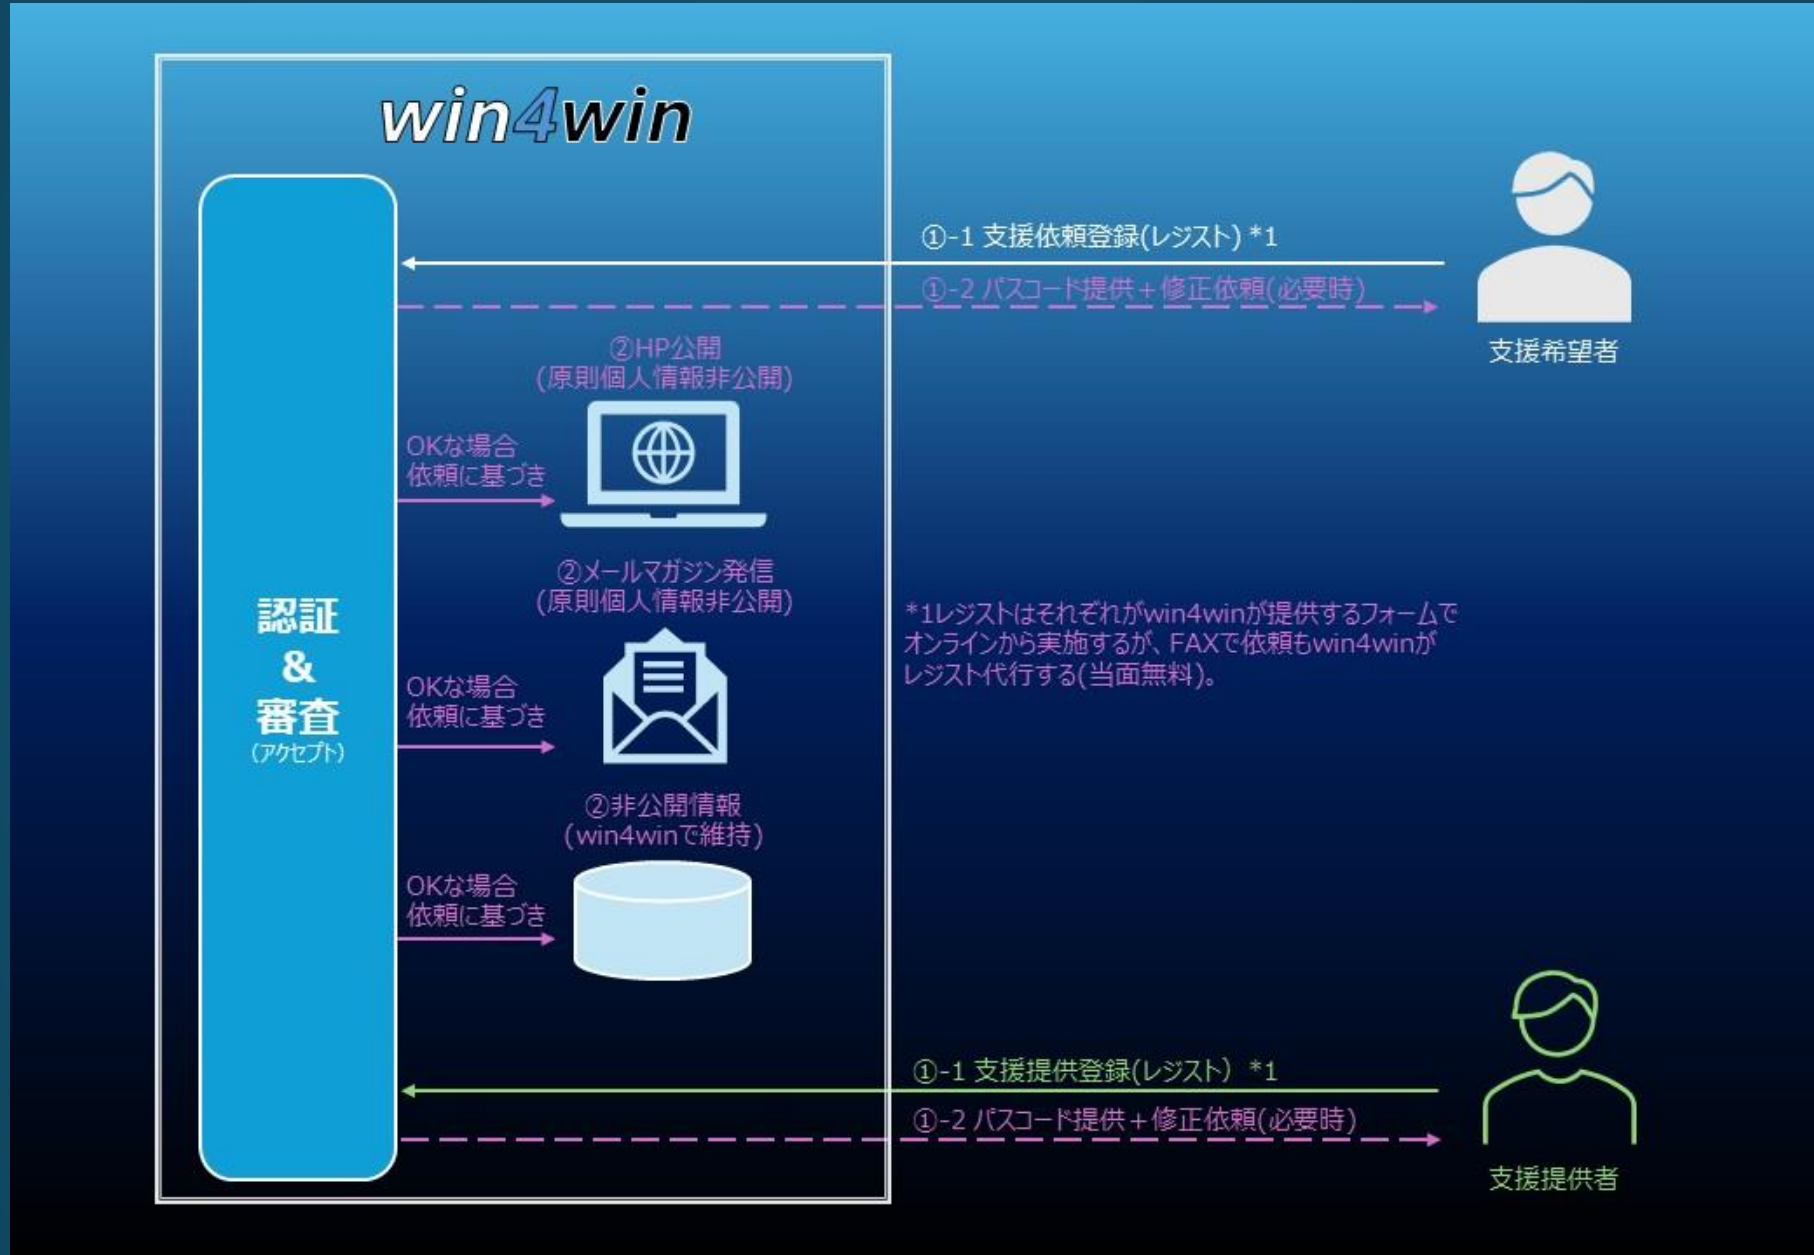 win4win
①-1 支援依頼登録(レジスト) *1
①-2 パスコード提供+修正依頼(必要時)
支援希望者
②HP公開
(原則個人情報非公開)
OKな場合
依頼に基づき
②メールマガジン発信
(原則個人情報非公開)
OKな場合
依頼に基づき
認証
&
審査
(アクセプト)
*1レジストはそれぞれがwin4winが提供するフォームで
オンラインから実施するが、FAXで依頼もwin4winが
レジスト代行する(当面無料)。
②非公開情報
(win4winで維持)
OKな場合
依頼に基づき
①-1 支援提供登録(レジスト) *1
①-2 パスコード提供+修正依頼(必要時)
支援提供者